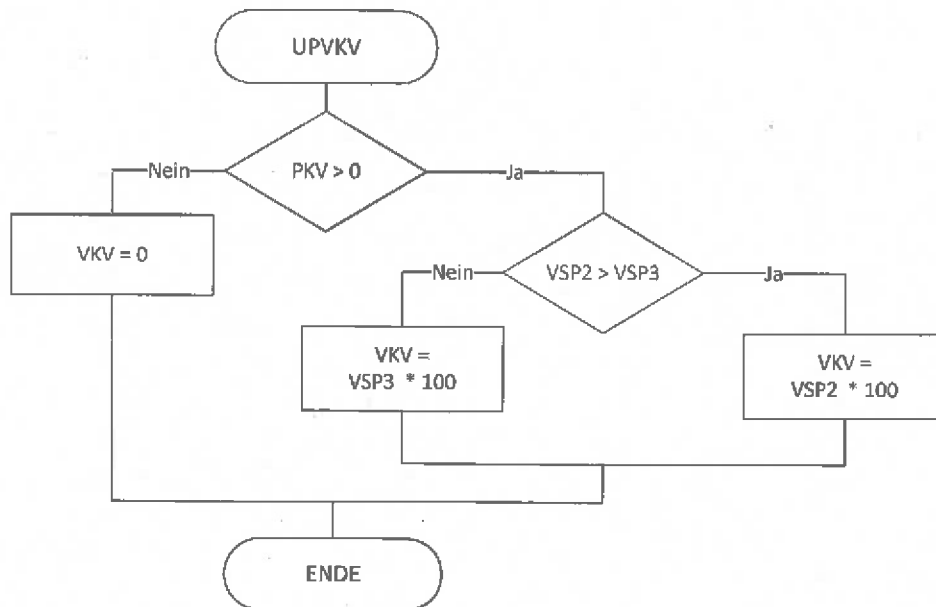 UPVKV
PKV > 0
Nein
Ja
VKV = 0
VSP2 > VSP3
Nein
Ja
VKV =
VSP3 * 100
VKV =
VSP2 * 100
ENDE